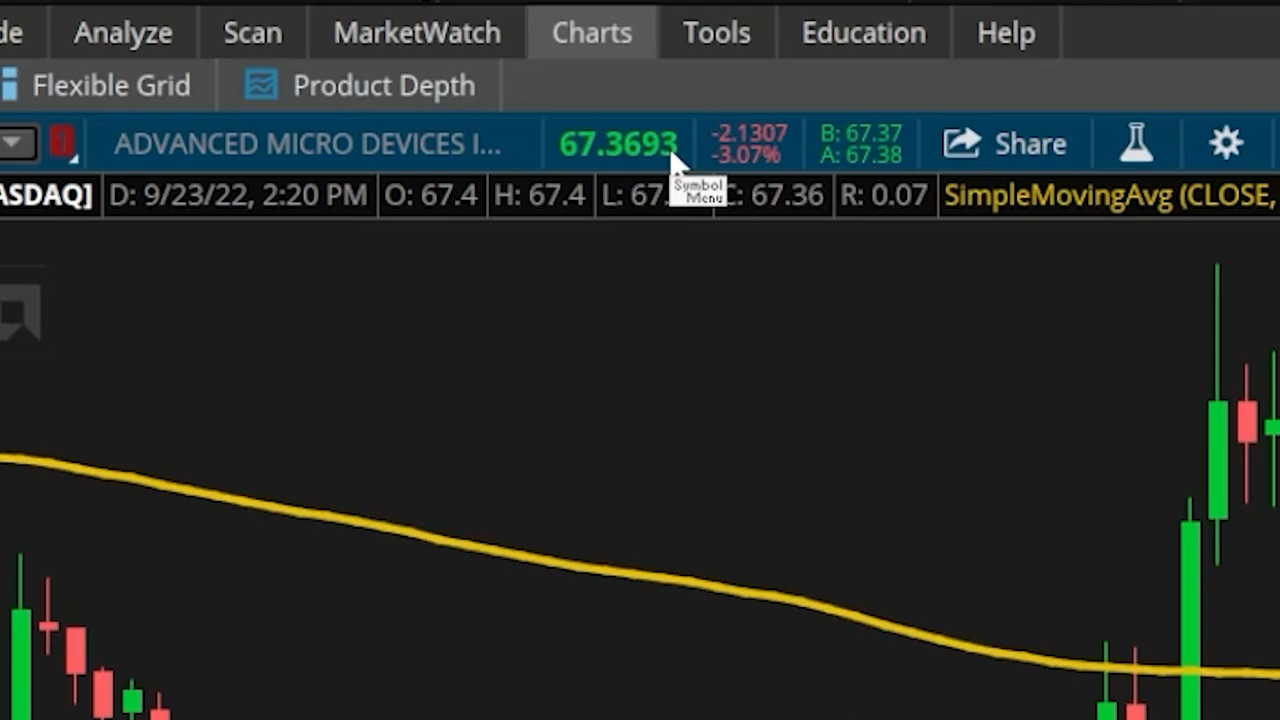 de Analyze Scan MarketWatch Charts Tools Education Help
Flexible Grid Product Depth
ADVANCED MICRO DEVICES I... 67.3693 -2.1307 B: 67.37 Share
-3.07% A: 67.38
ASDAQ] D: 9/23/22, 2:20 PM O: 67.4 H: 67.4 L: 67. C: 67.36 R: 0.07 SimpleMovingAvg (CLOSE,
Symbol
Menu